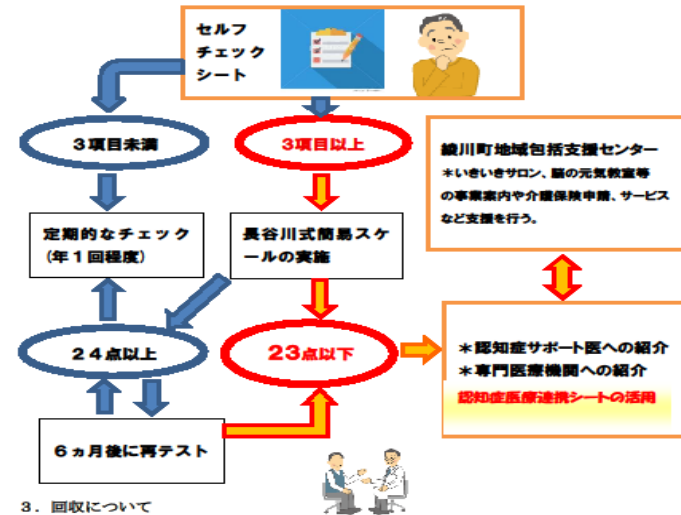 セルフ
チェック
シート
3項目未満
3項目以上
綾川町地域包括支援センター
＊いきいきサロン、脳の元気教室等
の事業案内や介護保険申請、サービス
など支援を行う。
定期的なチェック
(年1回程度)
長谷川式簡易スケ
ールの実施
24点以上
23点以下
＊認知症サポート医への紹介
＊専門医療機関への紹介
認知症医療連携シートの活用
6ヵ月後に再テスト
3．回収について